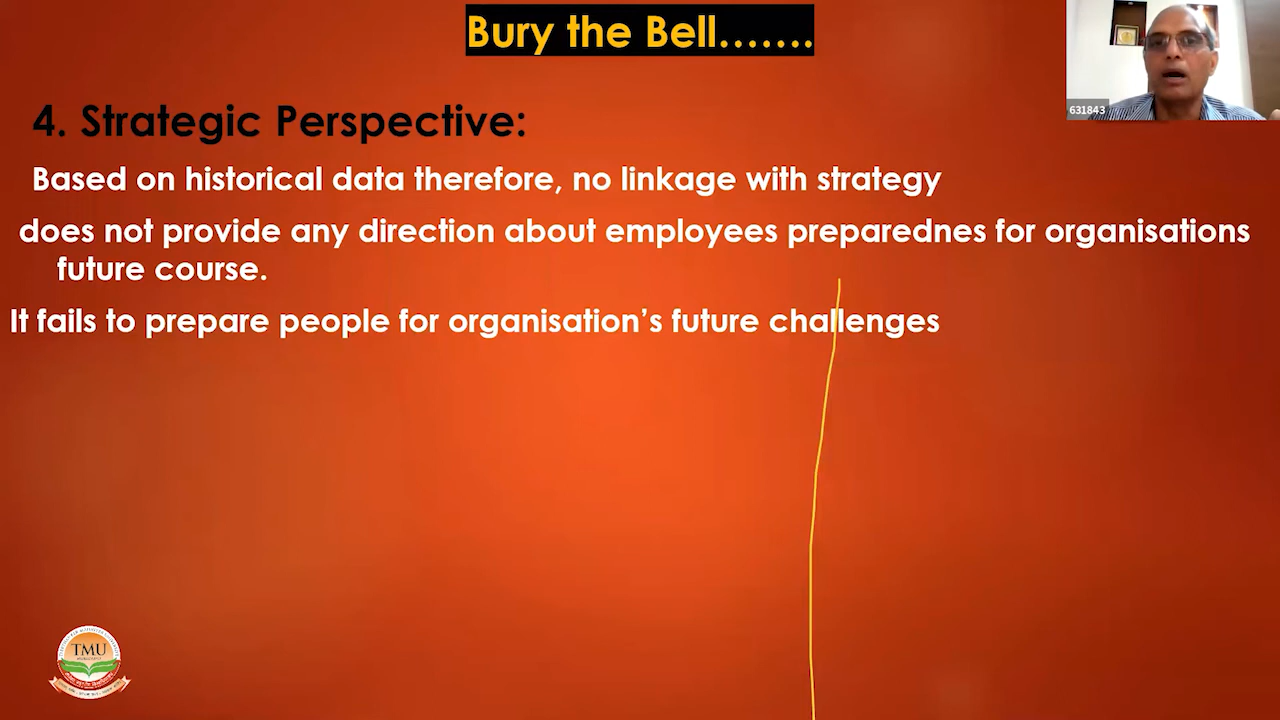 Bury the Bell.......
631843
4. Strategic Perspective:
Based on historical data therefore, no linkage with strategy
does not provide any direction about employees preparednes for organisations
future course.
It fails to prepare people for organisation’s future challenges
TMU